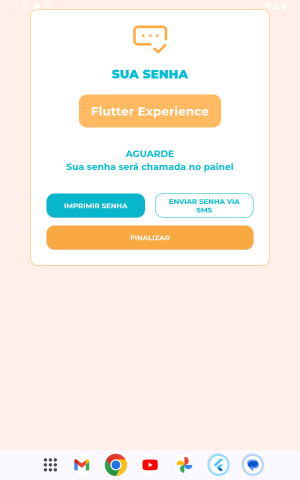 SUA SENHA
Flutter Experience
AGUARDE
Sua senha será chamada no painel
IMPRIMIR SENHA
ENVIAR SENHA VIA
SMS
FINALIZAR